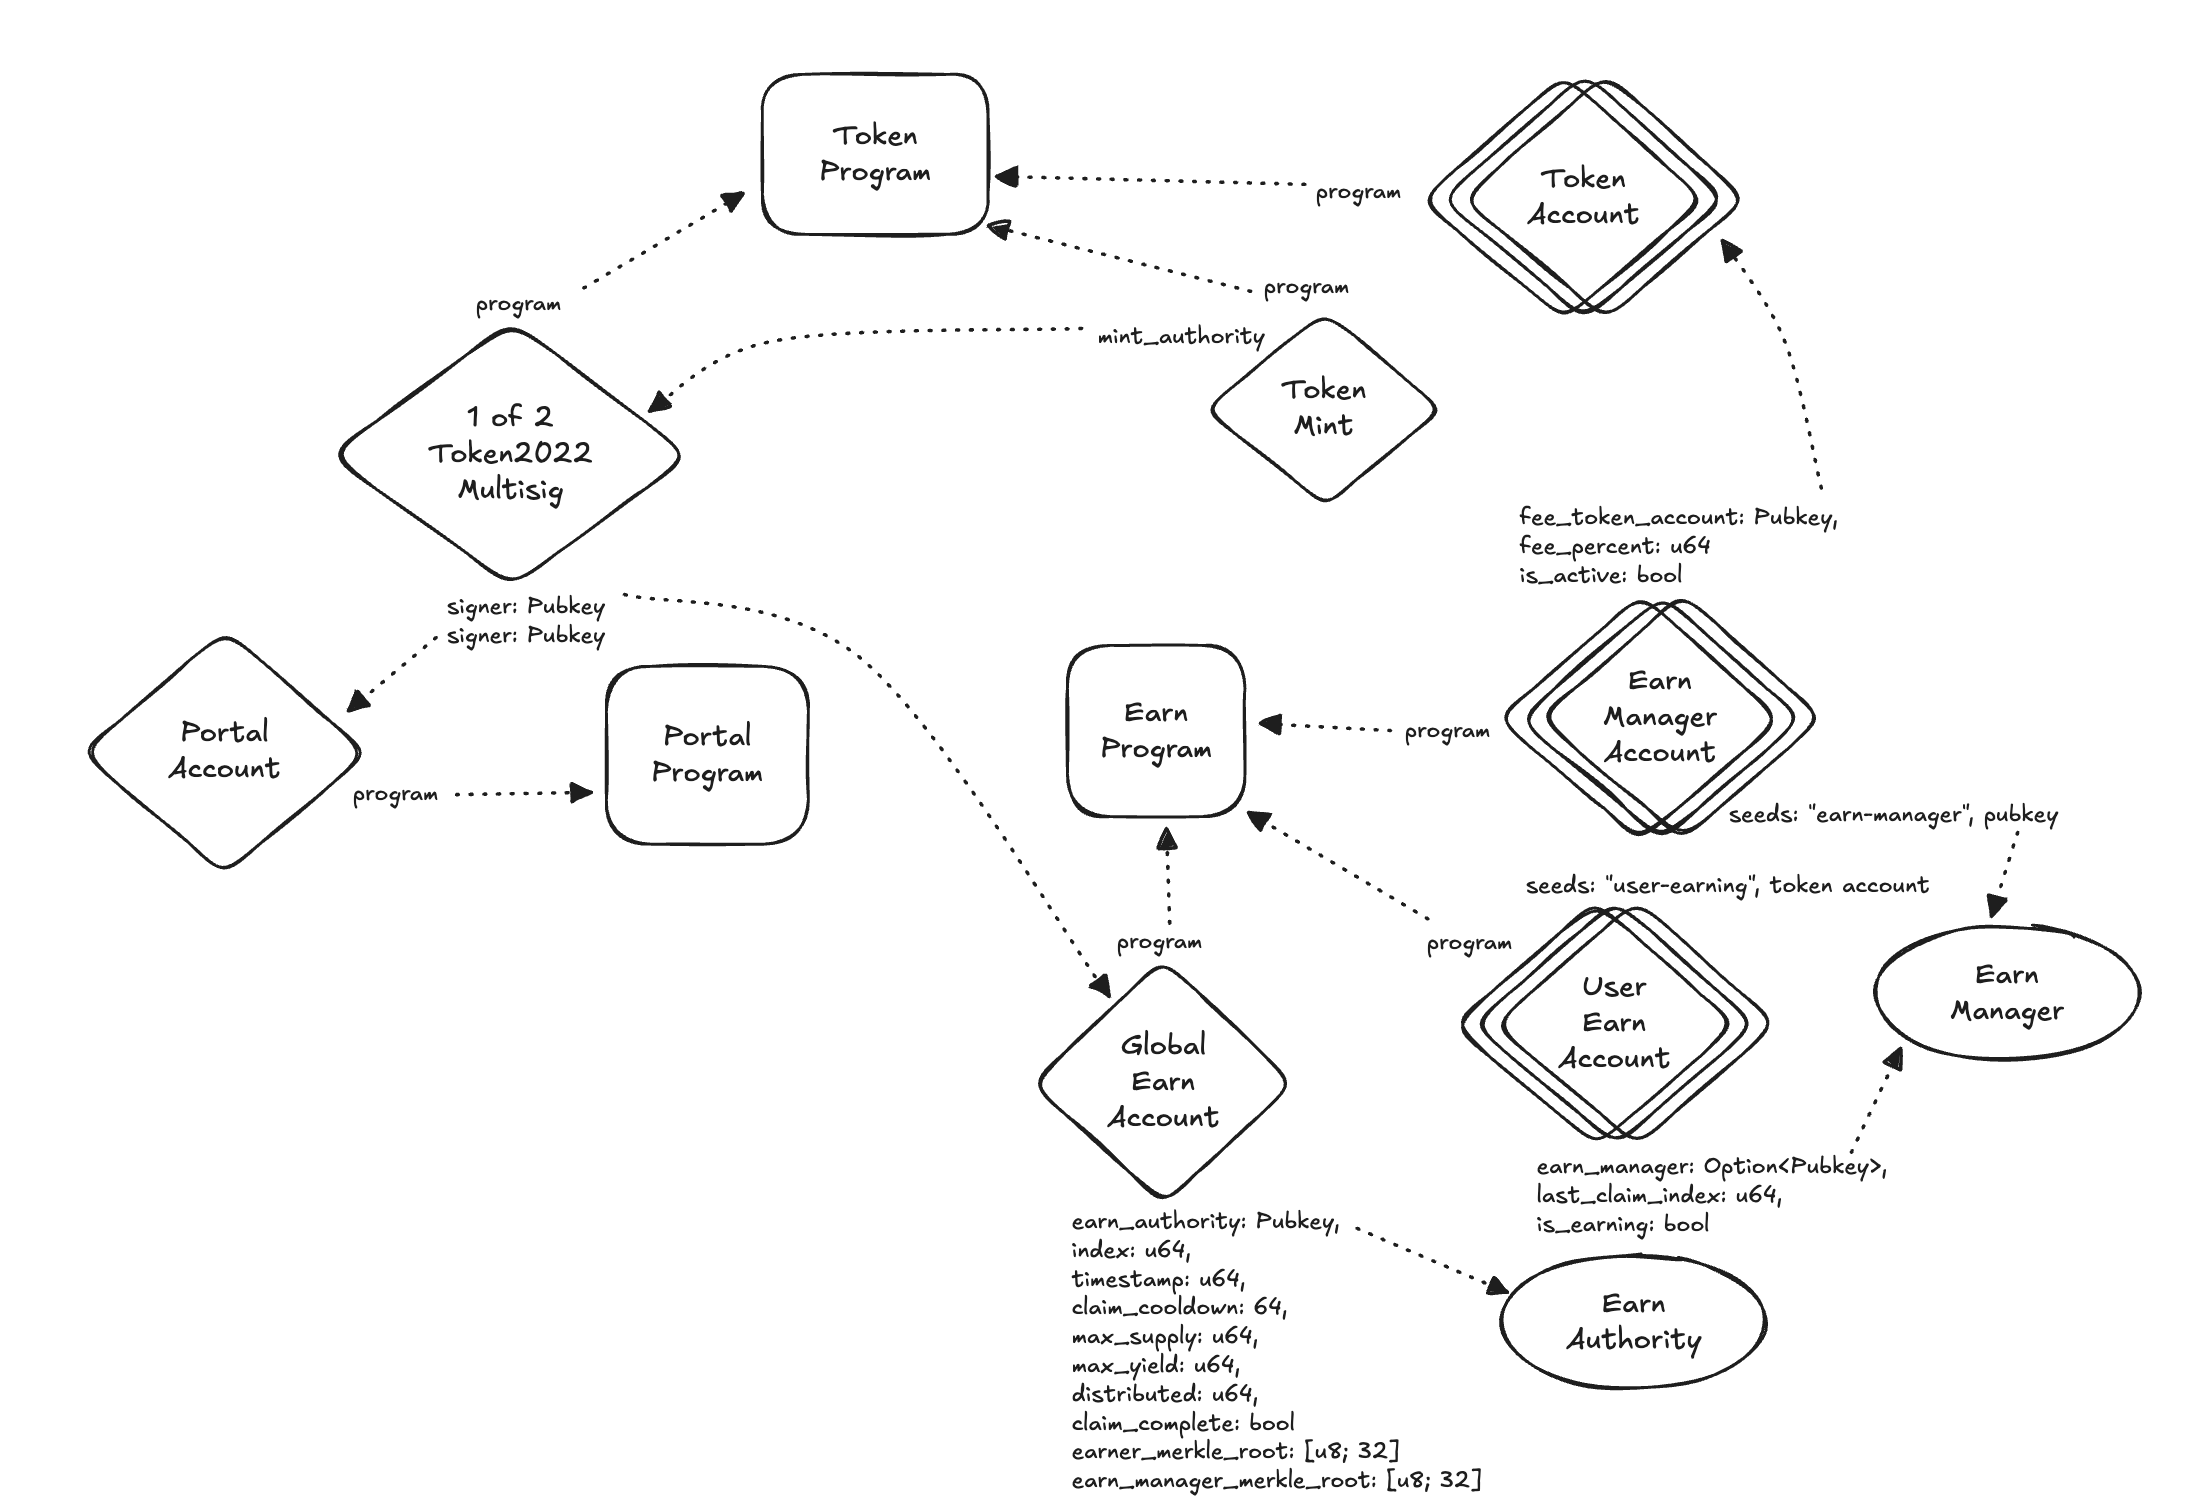 Token
Program
program
Token
Account
program
program
mint_authority
Token
Mint
1 of 2
Token2022
Multisig
fee_token_account: Pubkey,
fee_percent: u64
is_active: bool
signer: Pubkey
signer: Pubkey
Portal
Account
program
Portal
Program
Earn
Program
program
Earn
Manager
Account
seeds: "earn-manager", pubkey
seeds: "user-earning", token account
program
program
User
Earn
Account
Earn
Manager
Global
Earn
Account
earn_manager: Option<Pubkey>,
last_claim_index: u64,
is_earning: bool
earn_authority: Pubkey,
index: u64,
timestamp: u64,
claim_cooldown: 64,
max_supply: u64,
max_yield: u64,
distributed: u64,
claim_complete: bool
earner_merkle_root: [u8; 32]
earn_manager_merkle_root: [u8; 32]
Earn
Authority